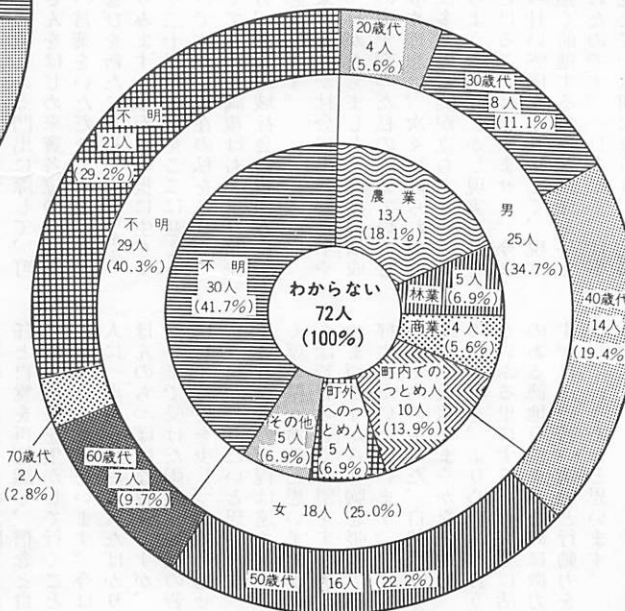 わからない
72人
(100%)
農業
13人
(18.1%)
林業
5人
(6.9%)
商業
4人
(5.6%)
町内での
つとめ人
10人
(13.9%)
町外
へのつ
とめ人
5人
(6.9%)
その他
5人
(6.9%)
不明
30人
(41.7%)
男
25人
(34.7%)
女 18人 (25.0%)
不明
29人
(40.3%)
20歳代
4人
(5.6%)
30歳代
8人
(11.1%)
40歳代
14人
(19.4%)
50歳代 16人 (22.2%)
60歳代
7人
(9.7%)
70歳代
2人
(2.8%)
不明
21人
(29.2%)